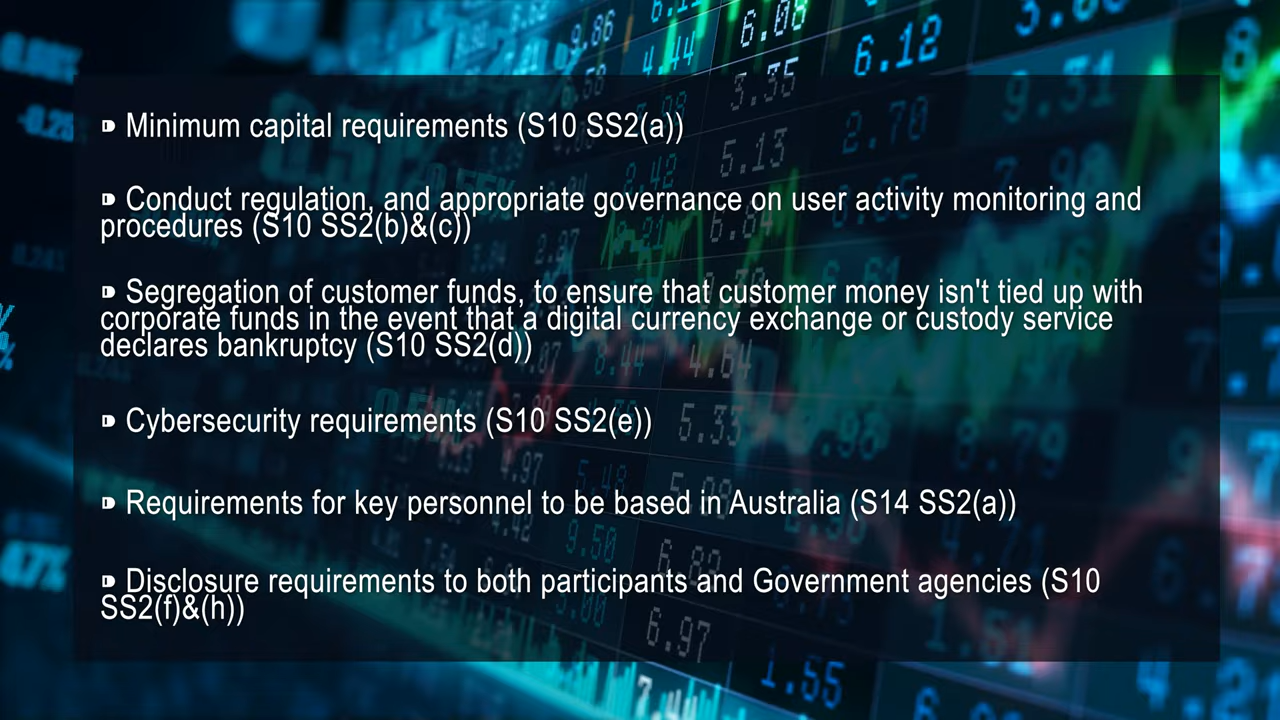 Minimum capital requirements (S10 SS2(a))
Conduct regulation, and appropriate governance on user activity monitoring and
procedures (S10 SS2(b)&(c))
Segregation of customer funds, to ensure that customer money isn't tied up with
corporate funds in the event that a digital currency exchange or custody service
declares bankruptcy (S10 SS2(d))
Cybersecurity requirements (S10 SS2(e))
Requirements for key personnel to be based in Australia (S14 SS2(a))
Disclosure requirements to both participants and Government agencies (S10
SS2(f)&(h))